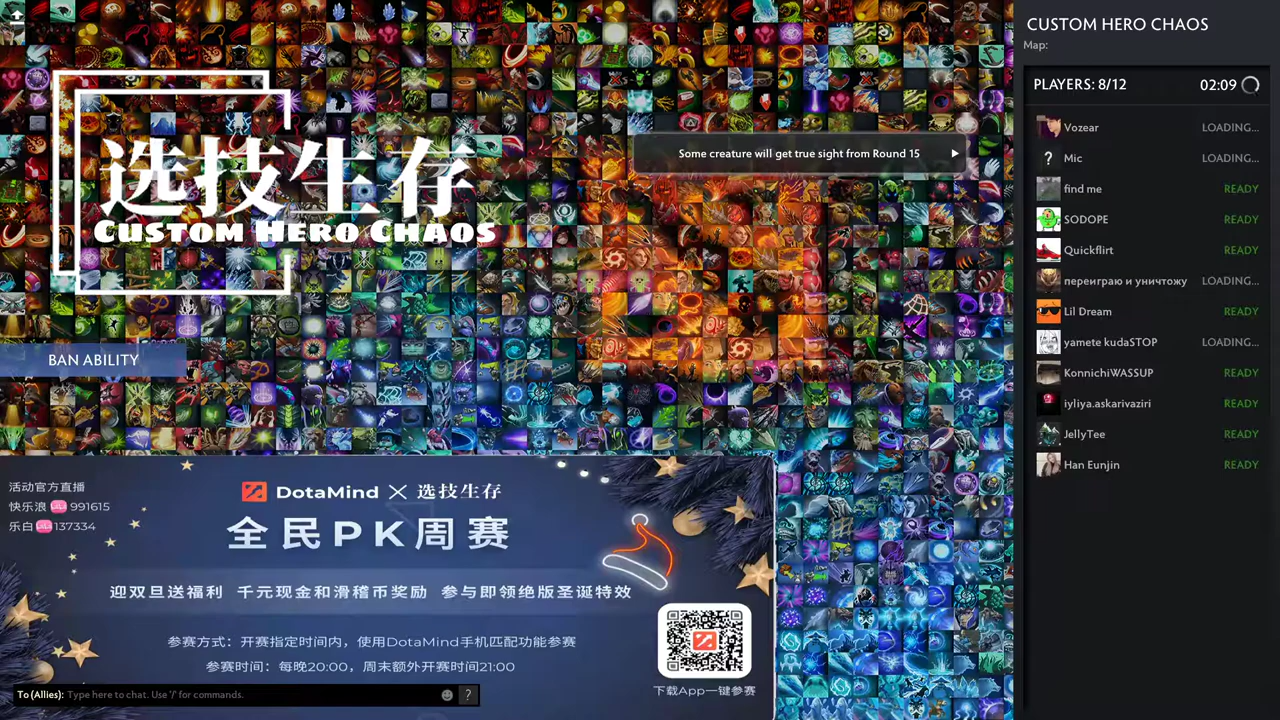 选技生存
CUSTOM HERO CHAOS
Some creature will get true sight from Round 15
BAN ABILITY
活动官方直播
快乐浪 991615
乐白 137334
DotaMind × 选技生存
全民PK周赛
迎双旦送福利 千元现金和滑稽币奖励 参与即领绝版圣诞特效
参赛方式：开赛指定时间内，使用DotaMind手机匹配功能参赛
参赛时间：每晚20:00，周末额外开赛时间21:00
下载App一键参赛
To (Allies): Type here to chat. Use '/' for commands.
?
CUSTOM HERO CHAOS
Map:
PLAYERS: 8/12 02:09
Vozear LOADING...
? Mic LOADING...
find me READY
SODOPE READY
Quickflirt READY
переиграю и уничтожу LOADING...
Lil Dream READY
yamete kudaSTOP LOADING...
KonnichiWASSUP READY
iyliya.askarivaziri READY
JellyTee READY
Han Eunjin READY